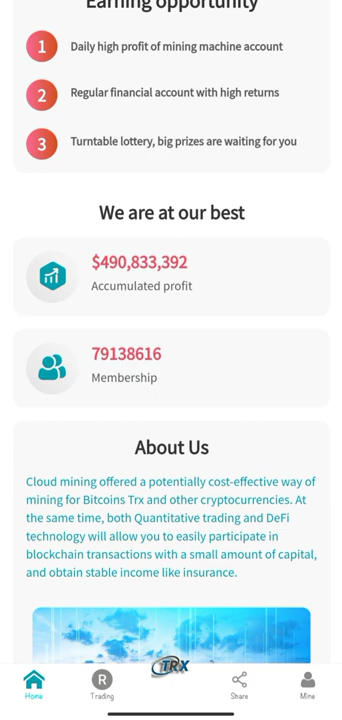 Earning opportunity
1 Daily high profit of mining machine account
2 Regular financial account with high returns
3 Turntable lottery, big prizes are waiting for you
We are at our best
$490,833,392
Accumulated profit
79138616
Membership
About Us
Cloud mining offered a potentially cost-effective way of
mining for Bitcoins Trx and other cryptocurrencies. At
the same time, both Quantitative trading and DeFi
technology will allow you to easily participate in
blockchain transactions with a small amount of capital,
and obtain stable income like insurance.
TRX
R
Home Trading Share Mine